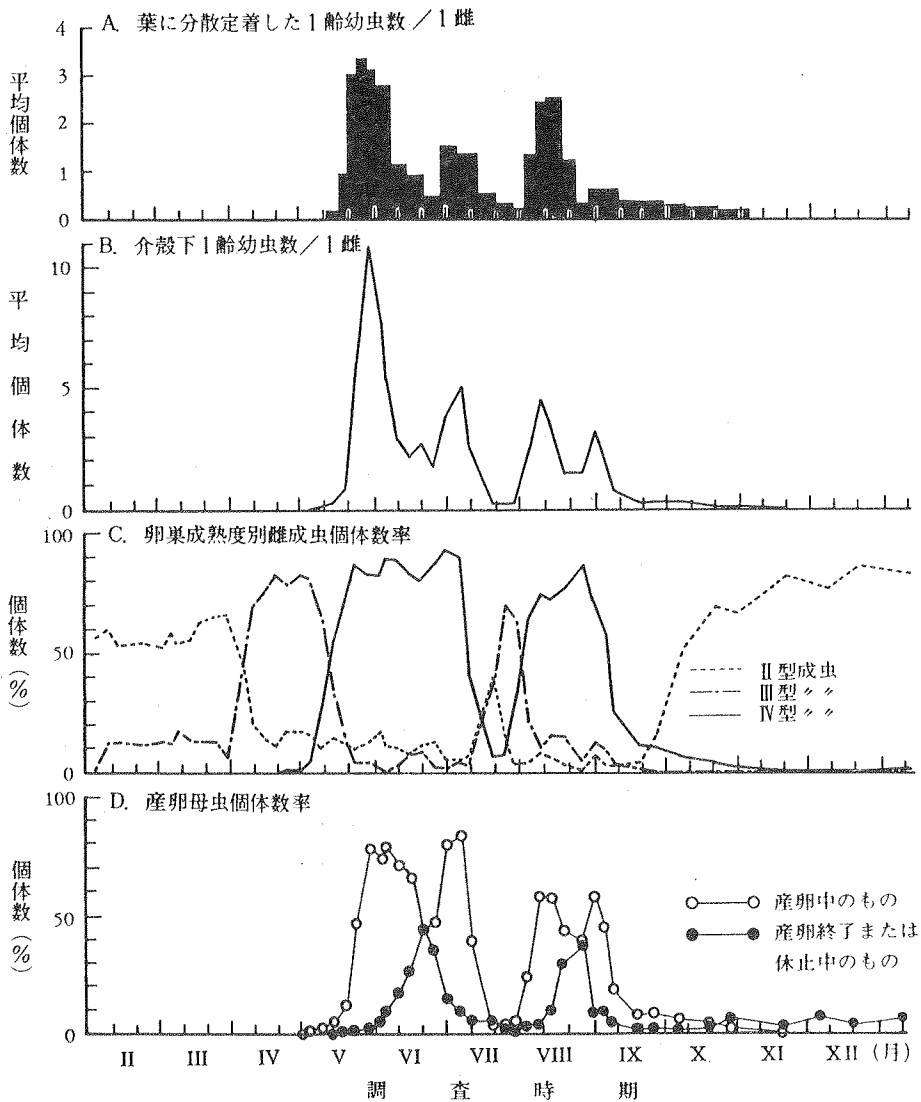 A. 葉に分散定着した1齢幼虫数／1雌
4
3
2
1
0
平均個体数
B. 介殻下1齢幼虫数／1雌
10
5
0
平均個体数
C. 卵巣成熟度別雌成虫個体数率
100
50
0
個体数(%)
II型成虫
III型〃〃
IV型〃〃
D. 産卵母虫個体数率
100
50
0
個体数(%)
産卵中のもの
産卵終了または
休止中のもの
II III IV V VI VII VIII IX X XI XII (月)
調査時期